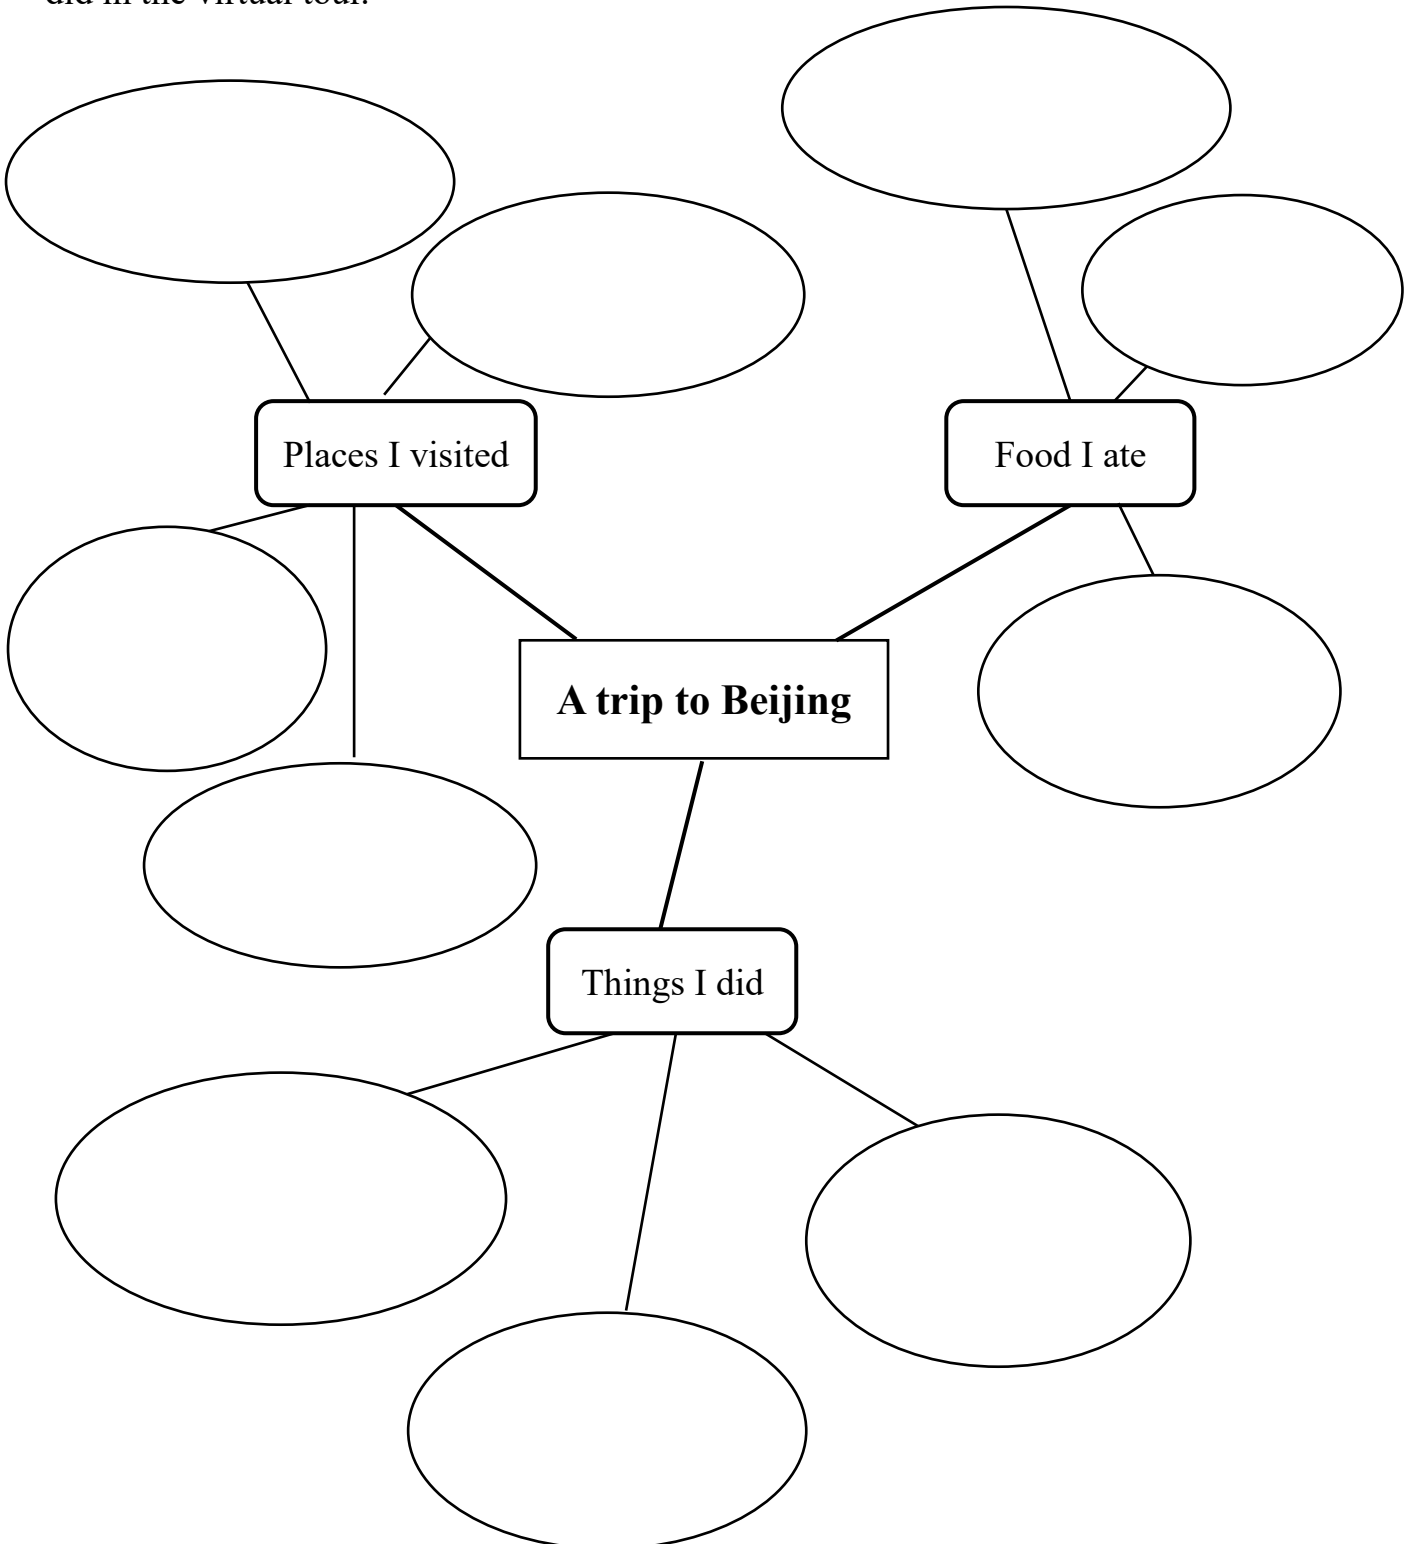 did in the virtual tour.
Places I visited
Food I ate
A trip to Beijing
Things I did